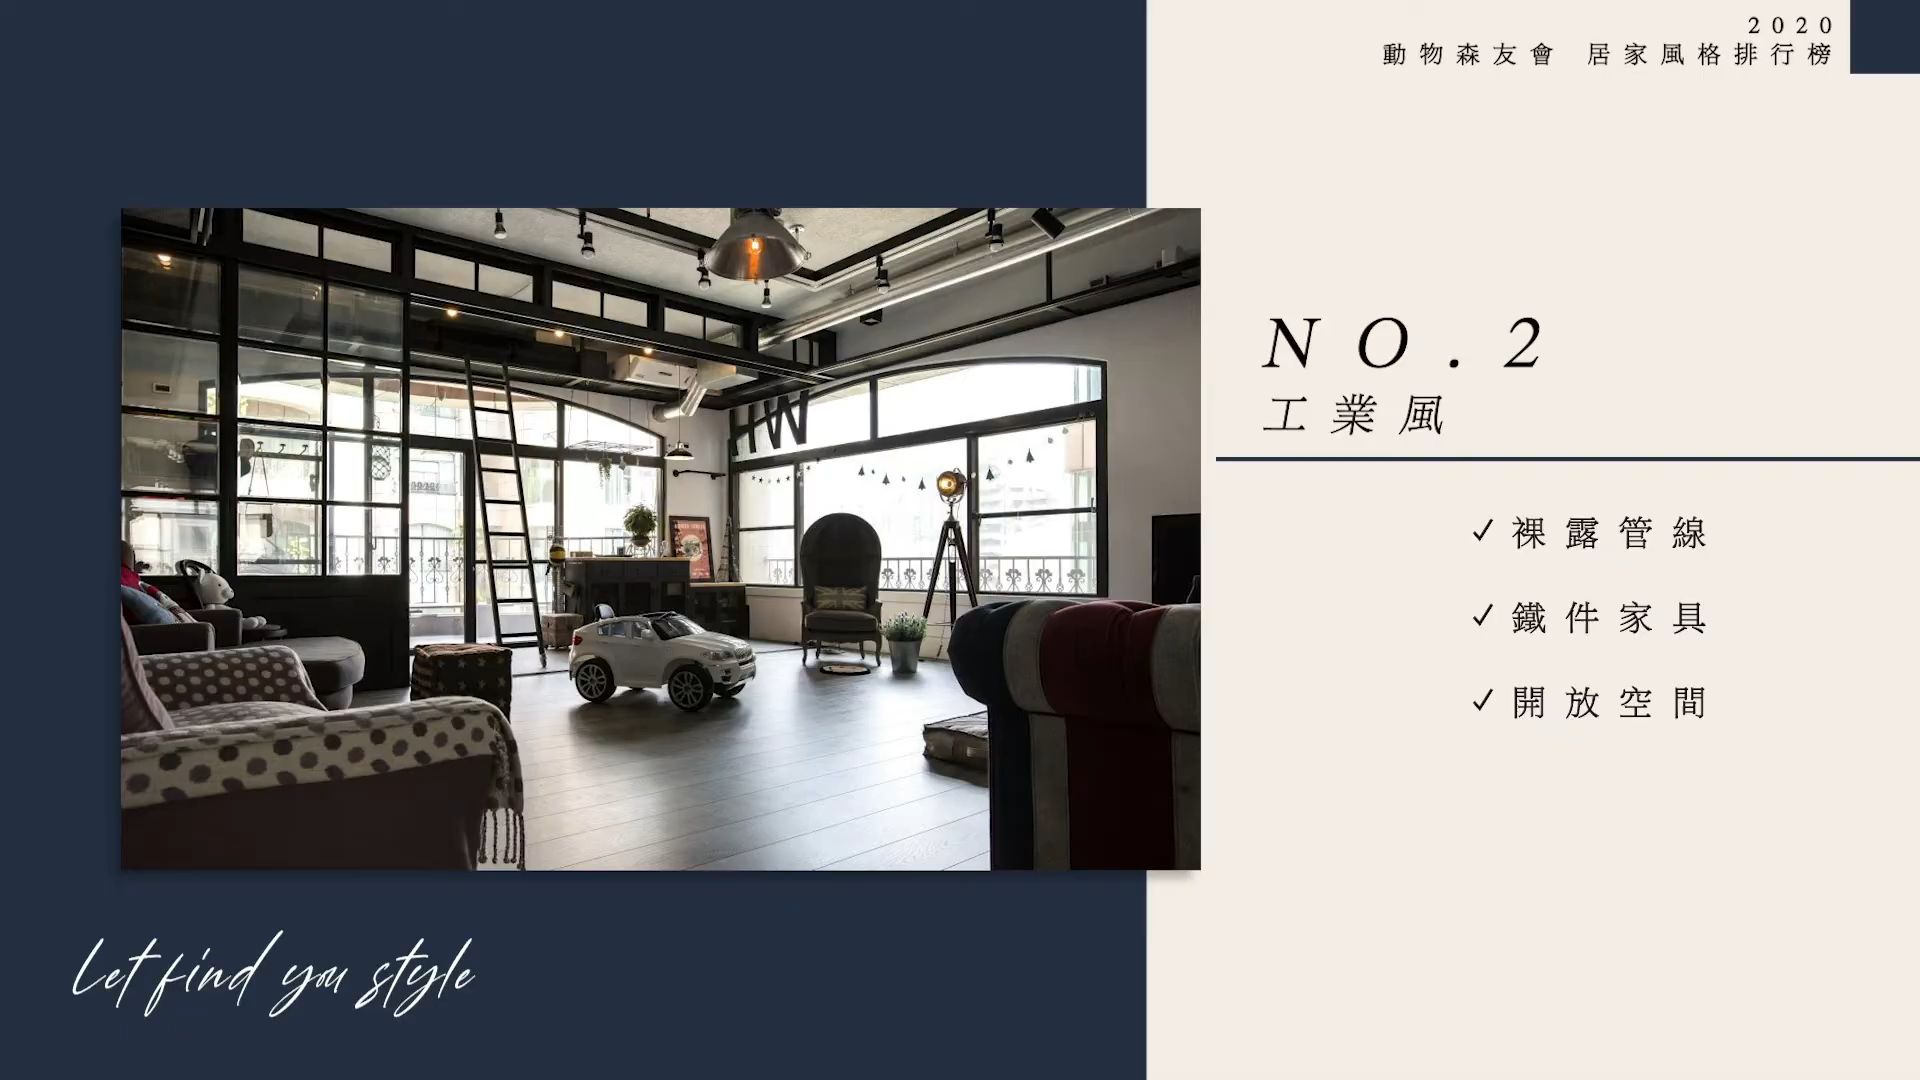 2020
動物森友會 居家風格排行榜
NO.2
工業風
✓ 裸露管線
✓ 鐵件家具
✓ 開放空間
Let find you style